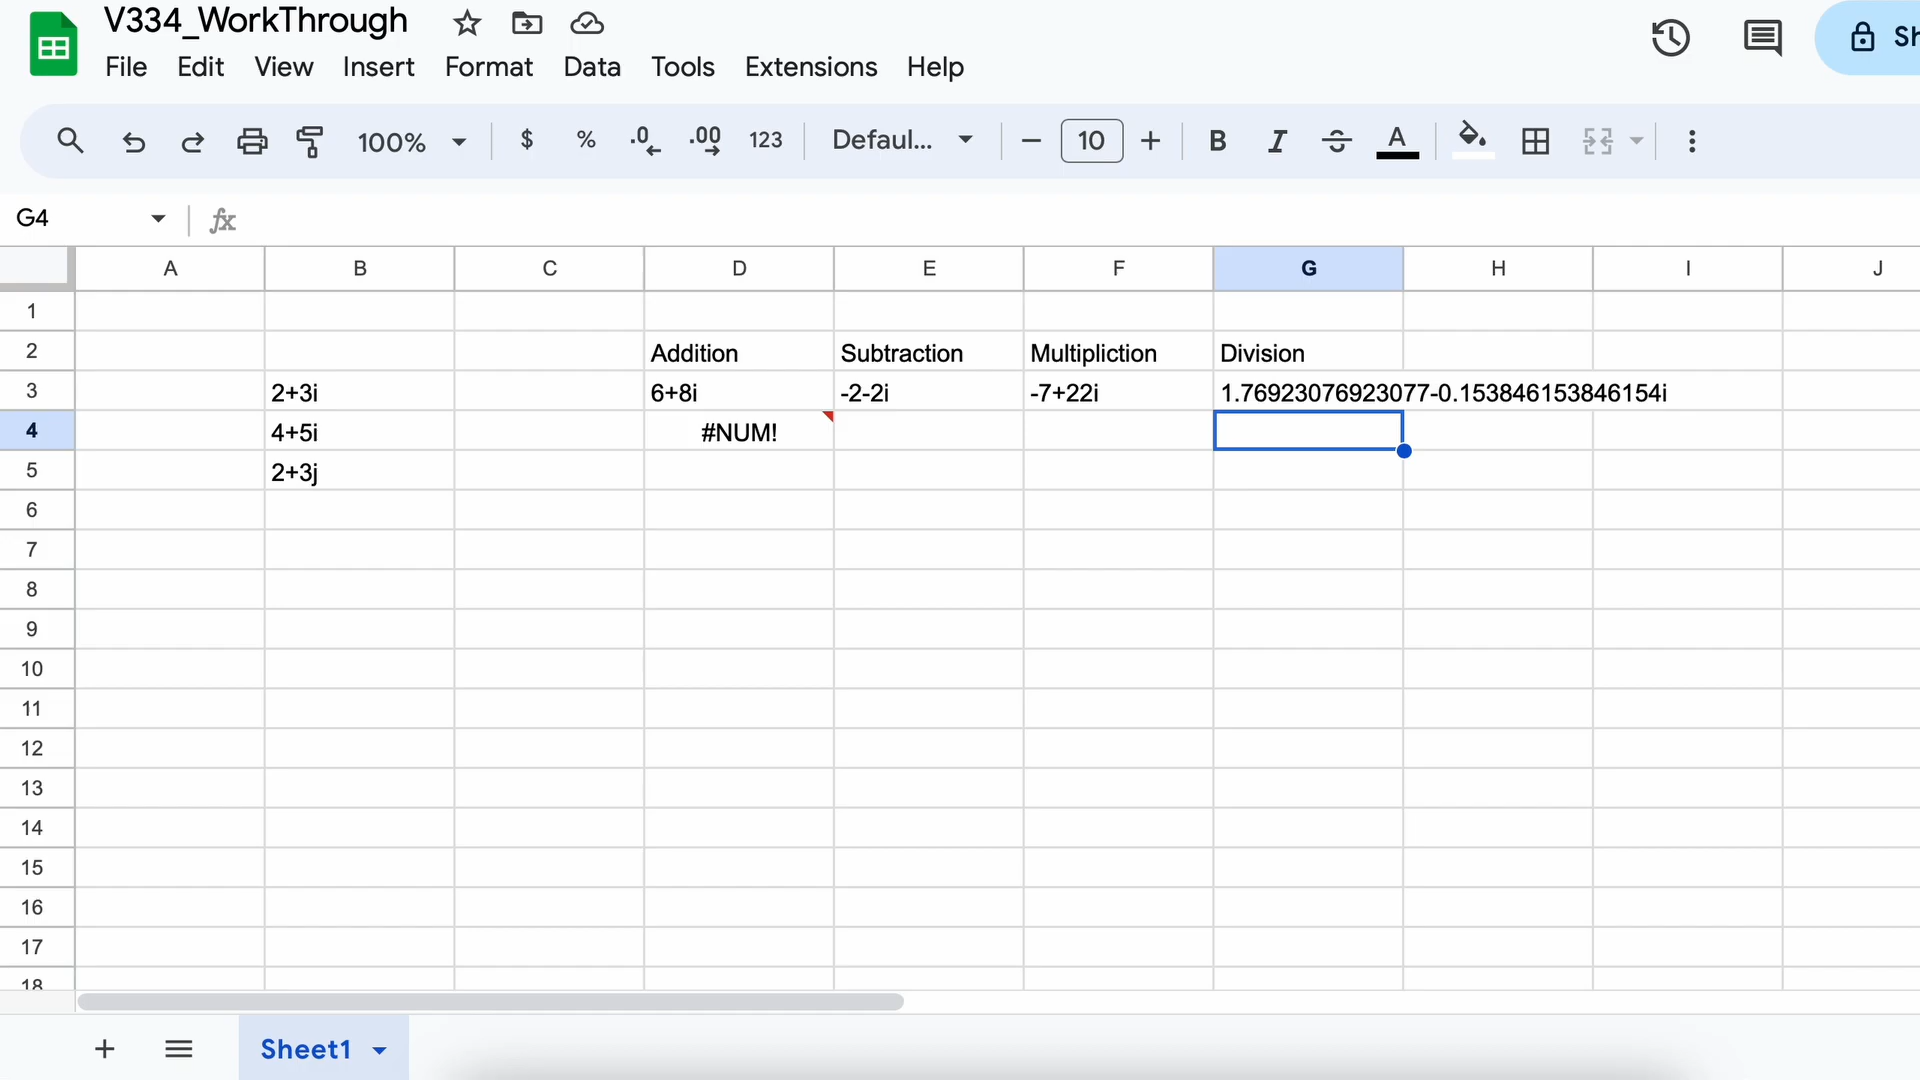 V334_WorkThrough
File Edit View Insert Format Data Tools Extensions Help
100% $ % .0 .00 123 Defaul... 10 B I S A
Sh
G4 fx
A B C D E F G H I J
1
2 Addition Subtraction Multipliction Division
3 2+3i 6+8i -2-2i -7+22i 1.76923076923077-0.153846153846154i
4 4+5i #NUM!
5 2+3j
6
7
8
9
10
11
12
13
14
15
16
17
18
Sheet1